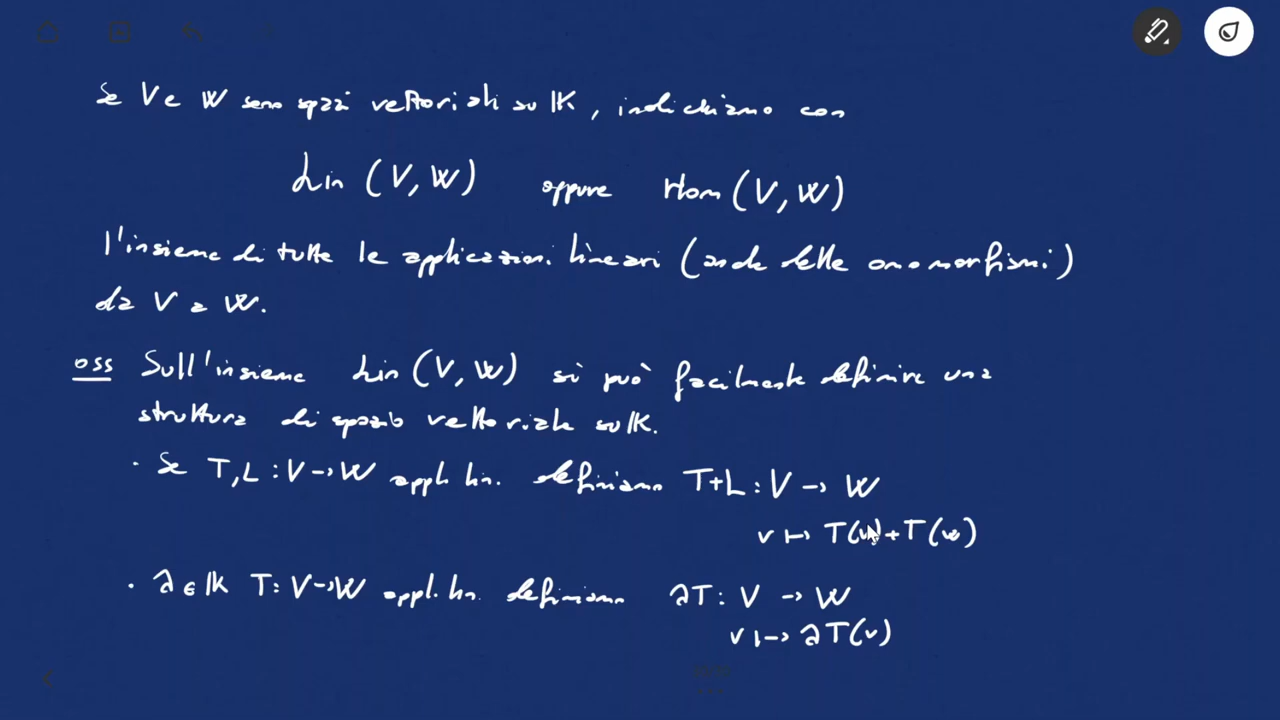 Se V e W sono spazi vettoriali su K, indichiamo con
Lin (V, W) oppure Hom (V, W)
l'insieme di tutte le applicazioni lineari (anche dette omomorfismi)
da V a W.
oss Sull'insieme Lin (V, W) si può facilmente definire una
struttura di spazio vettoriale su K.
· Se T, L : V → W appl. lin. definiamo T+L : V → W
v ↦ T(v)+T(w)
· λ ∈ K T: V→W appl. lin. definiamo λT: V → W
v ↦ λT(v)